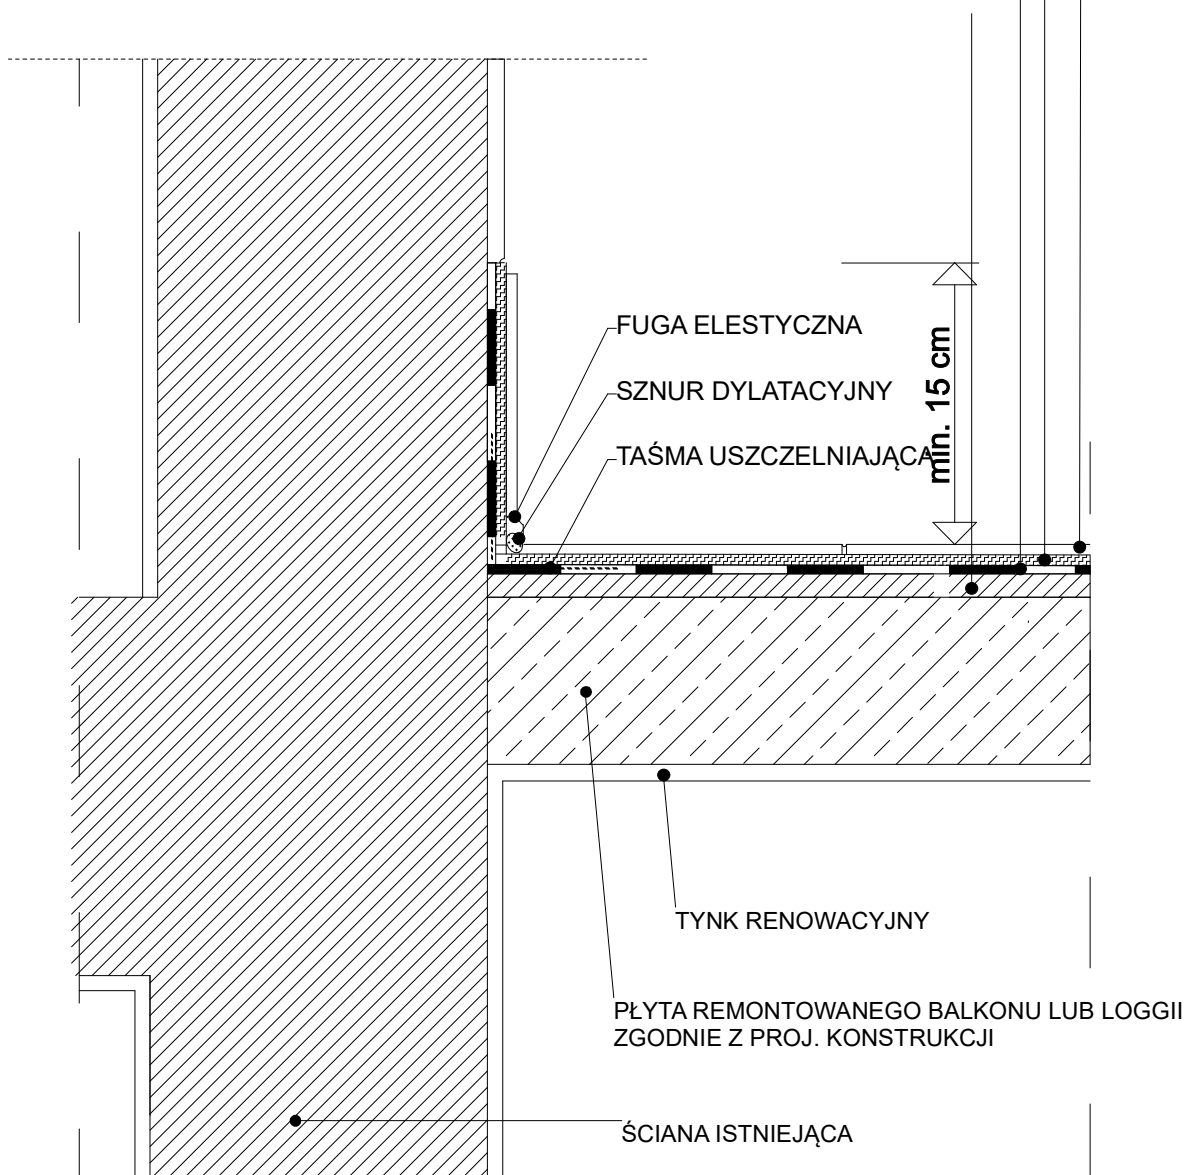 FUGA ELESTYCZNA
SZNUR DYLATACYJNY
TAŚMA USZCZELNIAJĄCA
min. 15 cm
TYNK RENOWACYJNY
PŁYTA REMONTOWANEGO BALKONU LUB LOGGII
ZGODNIE Z PROJ. KONSTRUKCJI
ŚCIANA ISTNIEJĄCA